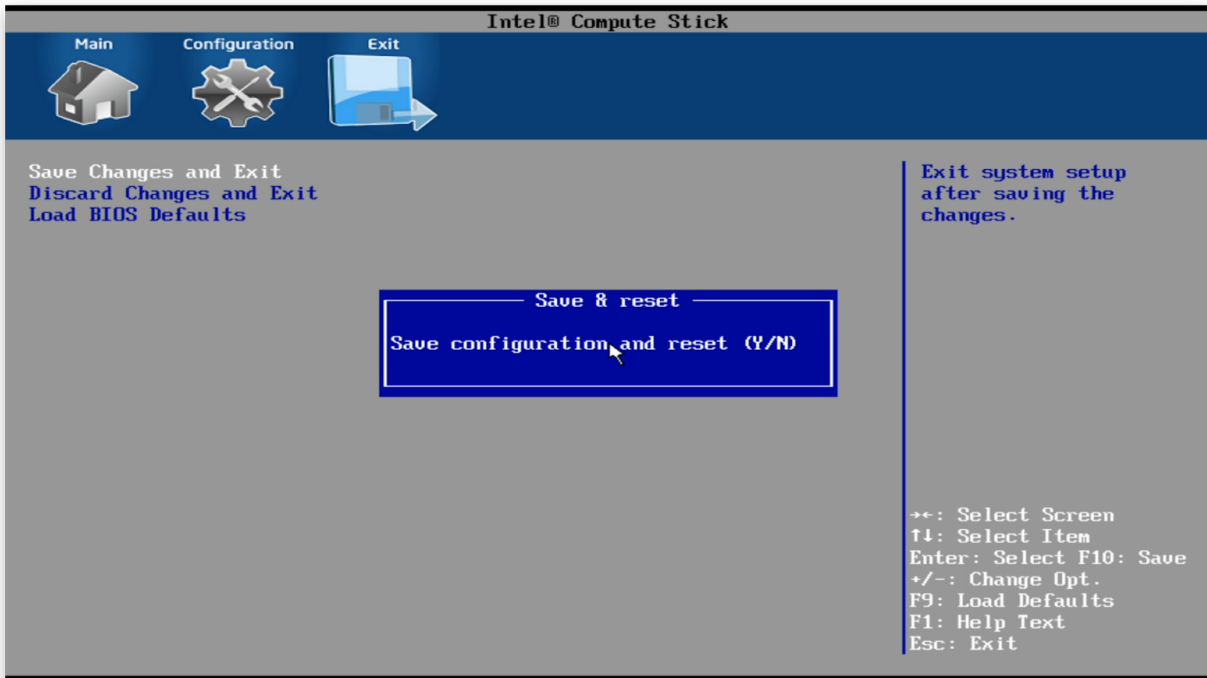 Intel® Compute Stick
Main
Configuration
Exit
Save Changes and Exit
Discard Changes and Exit
Load BIOS Defaults
Exit system setup
after saving the
changes.
Save & reset
Save configuration and reset (Y/N)
→←: Select Screen
↑↓: Select Item
Enter: Select F10: Save
+/-: Change Opt.
F9: Load Defaults
F1: Help Text
Esc: Exit